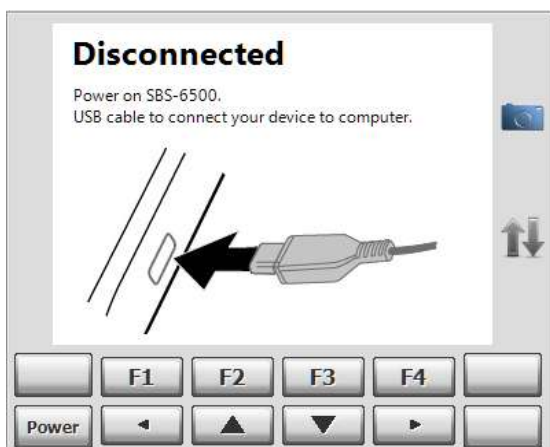 Disconnected
Power on SBS-6500.
USB cable to connect your device to computer.
F1 F2 F3 F4
Power